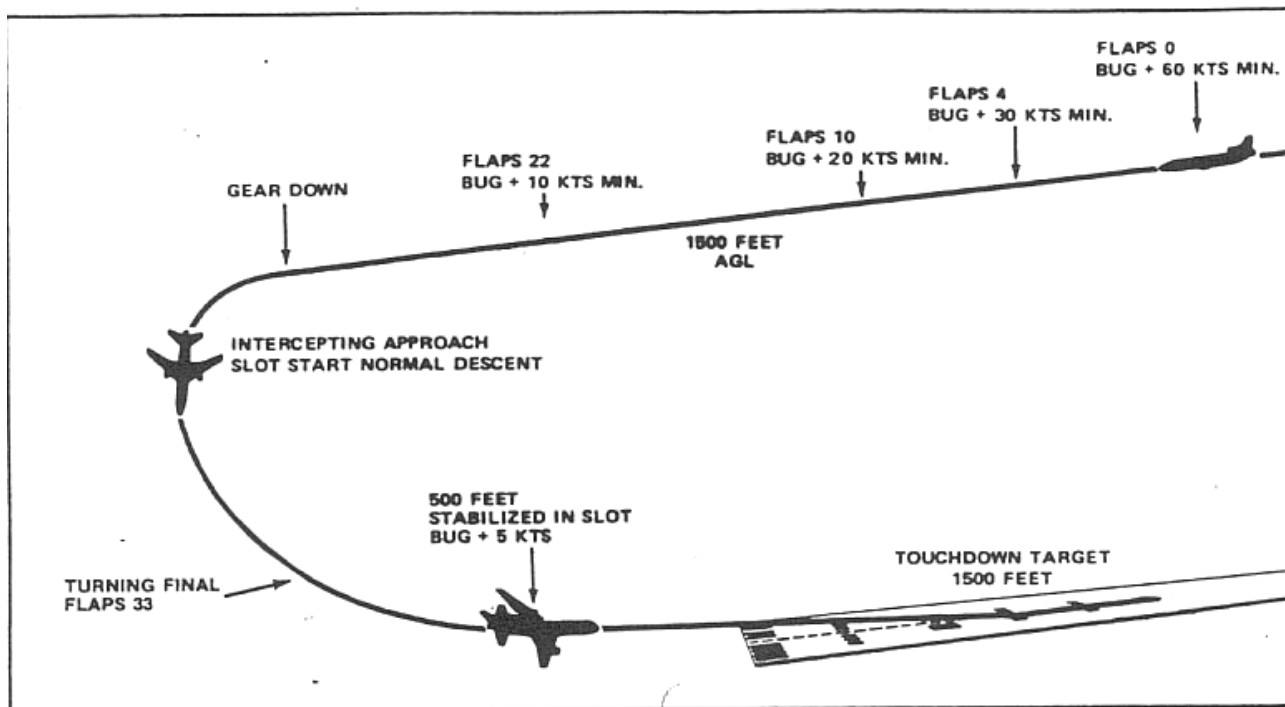 FLAPS 0
BUG + 60 KTS MIN.
FLAPS 4
BUG + 30 KTS MIN.
FLAPS 10
BUG + 20 KTS MIN.
FLAPS 22
BUG + 10 KTS MIN.
GEAR DOWN
1500 FEET
AGL
INTERCEPTING APPROACH
SLOT START NORMAL DESCENT
500 FEET
STABILIZED IN SLOT
BUG + 5 KTS
TURNING FINAL
FLAPS 33
TOUCHDOWN TARGET
1500 FEET